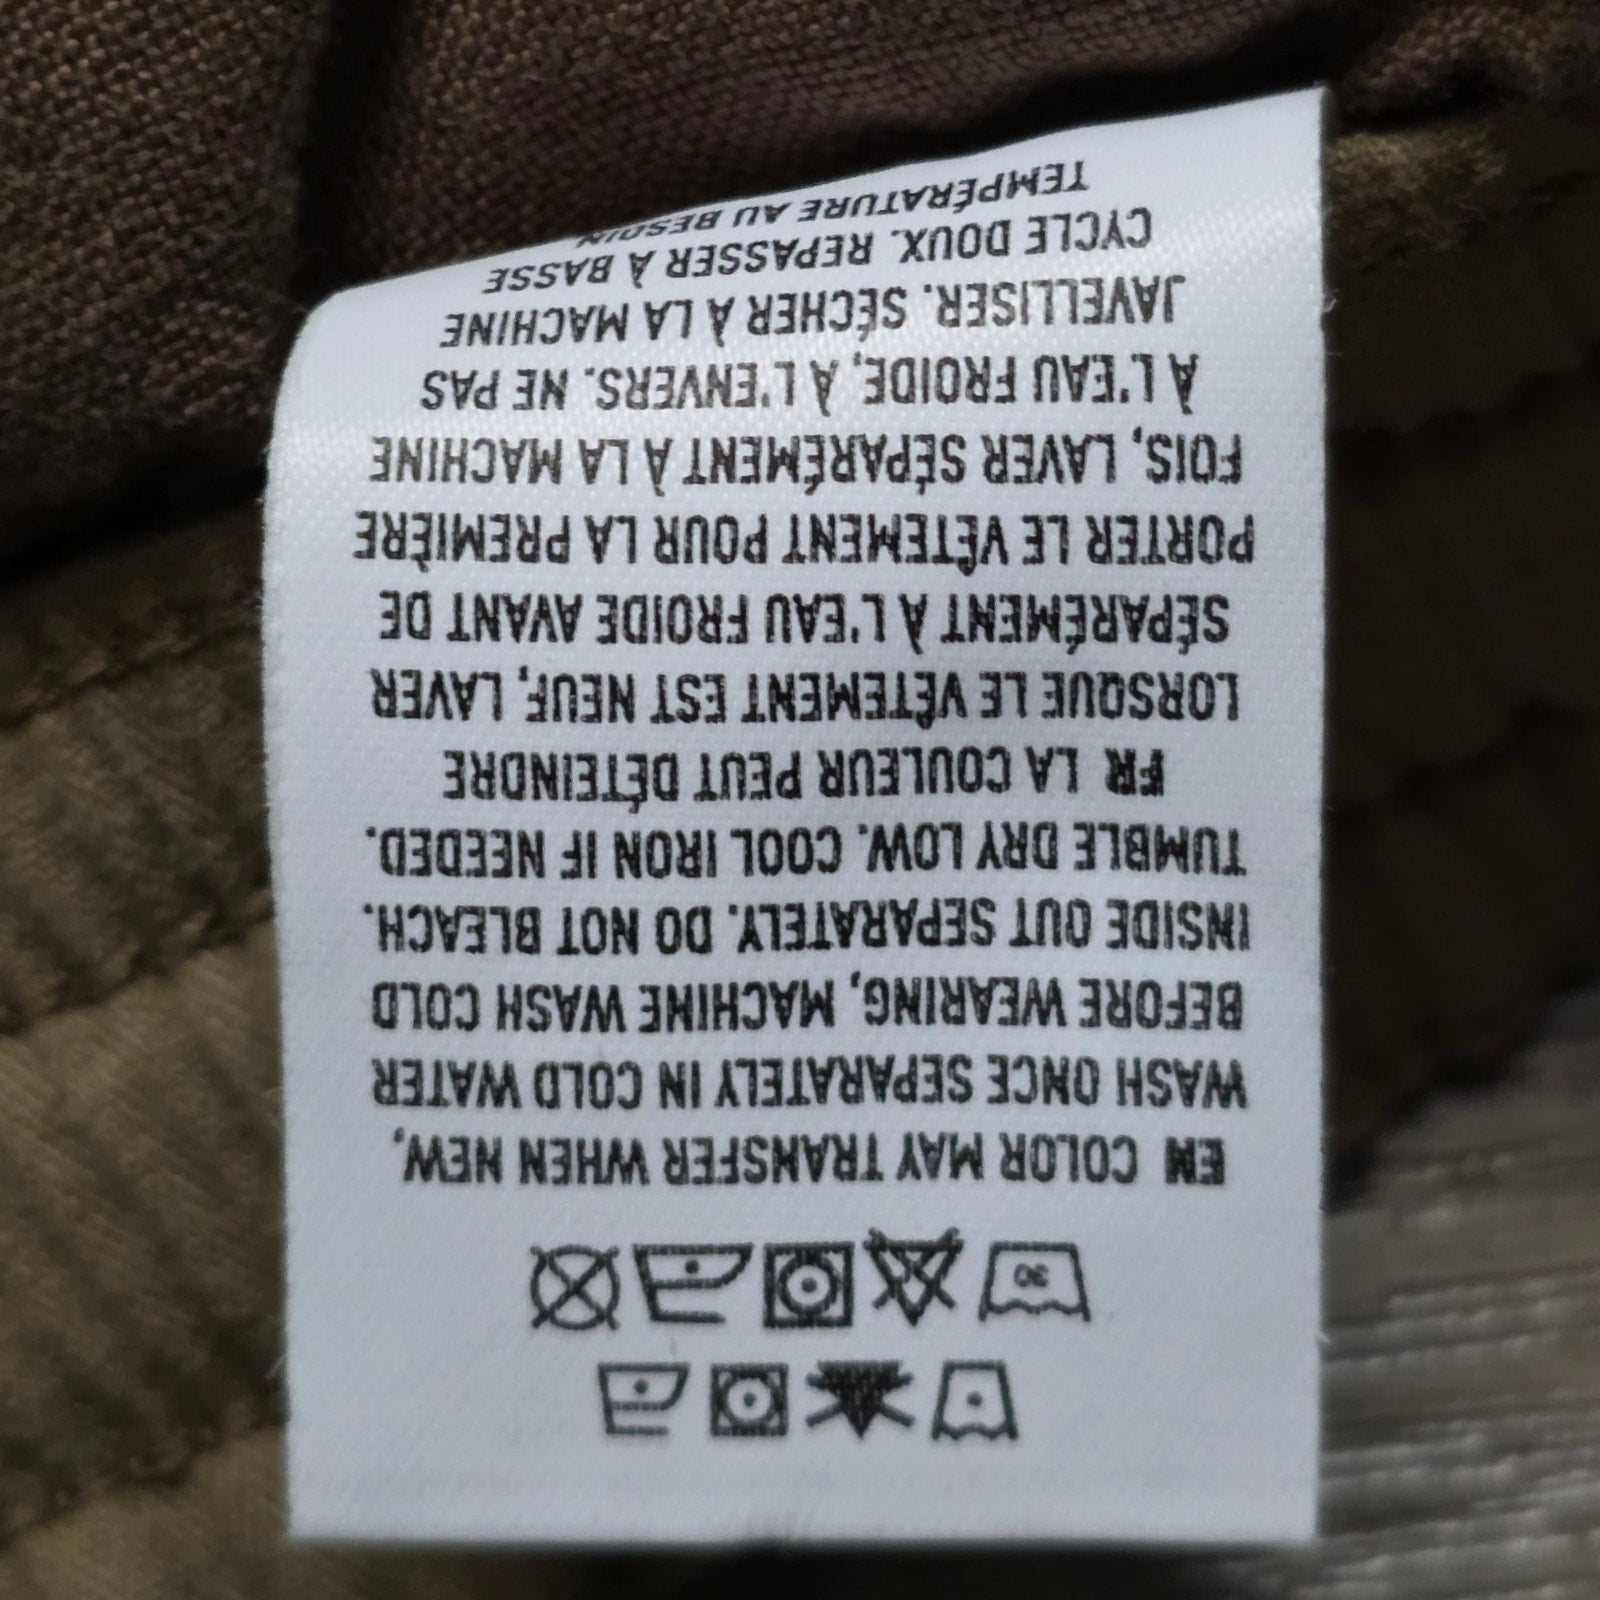 30
EN COLOR MAY TRANSFER WHEN NEW,
WASH ONCE SEPARATELY IN COLD WATER
BEFORE WEARING, MACHINE WASH COLD
INSIDE OUT SEPARATELY. DO NOT BLEACH.
TUMBLE DRY LOW. COOL IRON IF NEEDED.
FR LA COULEUR PEUT DÉTEINDRE
LORSQUE LE VÊTEMENT EST NEUF, LAVER
SÉPARÉMENT À L'EAU FROIDE AVANT DE
PORTER LE VÊTEMENT POUR LA PREMIÈRE
FOIS, LAVER SÉPARÉMENT À LA MACHINE
À L'EAU FROIDE, À L'ENVERS. NE PAS
JAVELLISER. SÉCHER À LA MACHINE
CYCLE DOUX. REPASSER À BASSE
TEMPÉRATURE AU BESOIN